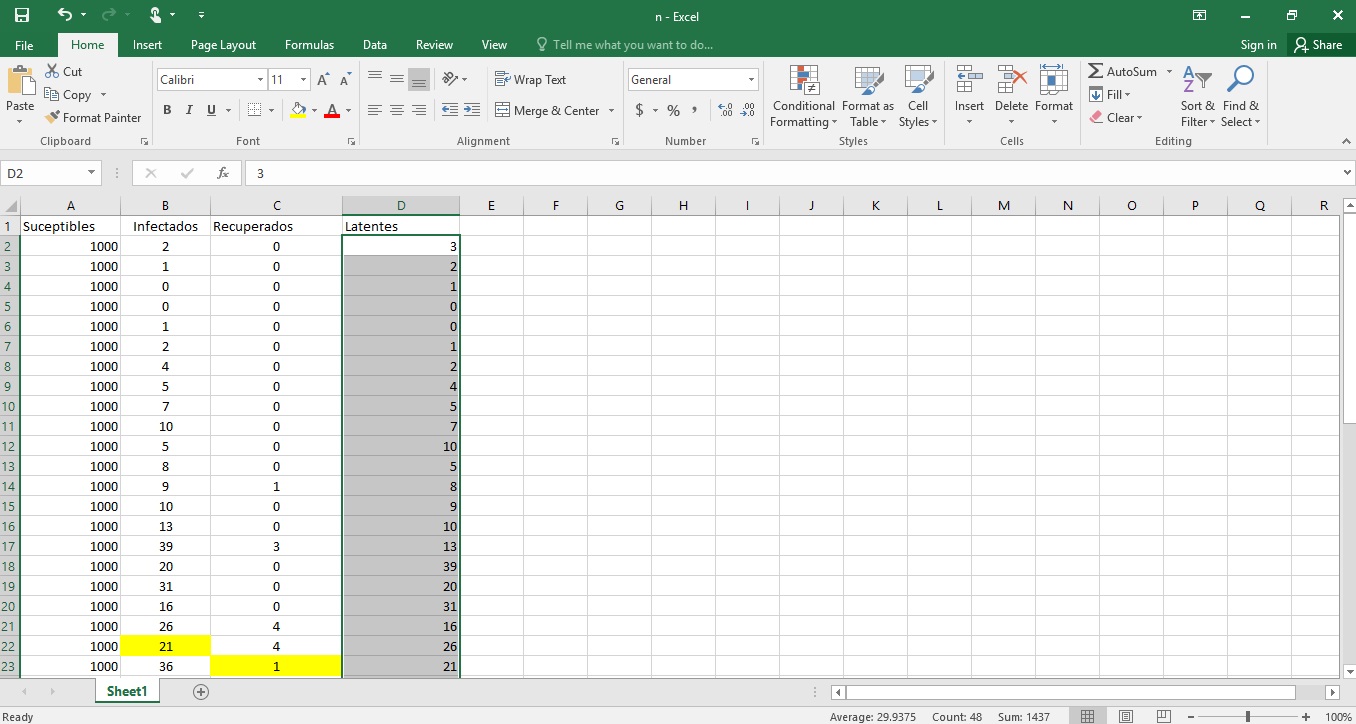 n - Excel
File Home Insert Page Layout Formulas Data Review View Tell me what you want to do... Sign in Share
Paste Cut Copy Format Painter Clipboard
Calibri 11 A A B I U A Font
Wrap Text Merge & Center Alignment
General $ % , .0 .00 .00 .0 Number
Conditional Formatting Format as Table Cell Styles Styles
Insert Delete Format Cells
AutoSum Fill Clear Sort & Filter Find & Select Editing
D2 fx 3
A B C D E F G H I J K L M N O P Q R
1 Suceptibles Infectados Recuperados Latentes
2 1000 2 0 3
3 1000 1 0 2
4 1000 0 0 1
5 1000 0 0 0
6 1000 1 0 0
7 1000 2 0 1
8 1000 4 0 2
9 1000 5 0 4
10 1000 7 0 5
11 1000 10 0 7
12 1000 5 0 10
13 1000 8 0 5
14 1000 9 1 8
15 1000 10 0 9
16 1000 13 0 10
17 1000 39 3 13
18 1000 20 0 39
19 1000 31 0 20
20 1000 16 0 31
21 1000 26 4 16
22 1000 21 4 26
23 1000 36 1 21
Sheet1
Ready Average: 29.9375 Count: 48 Sum: 1437 100%